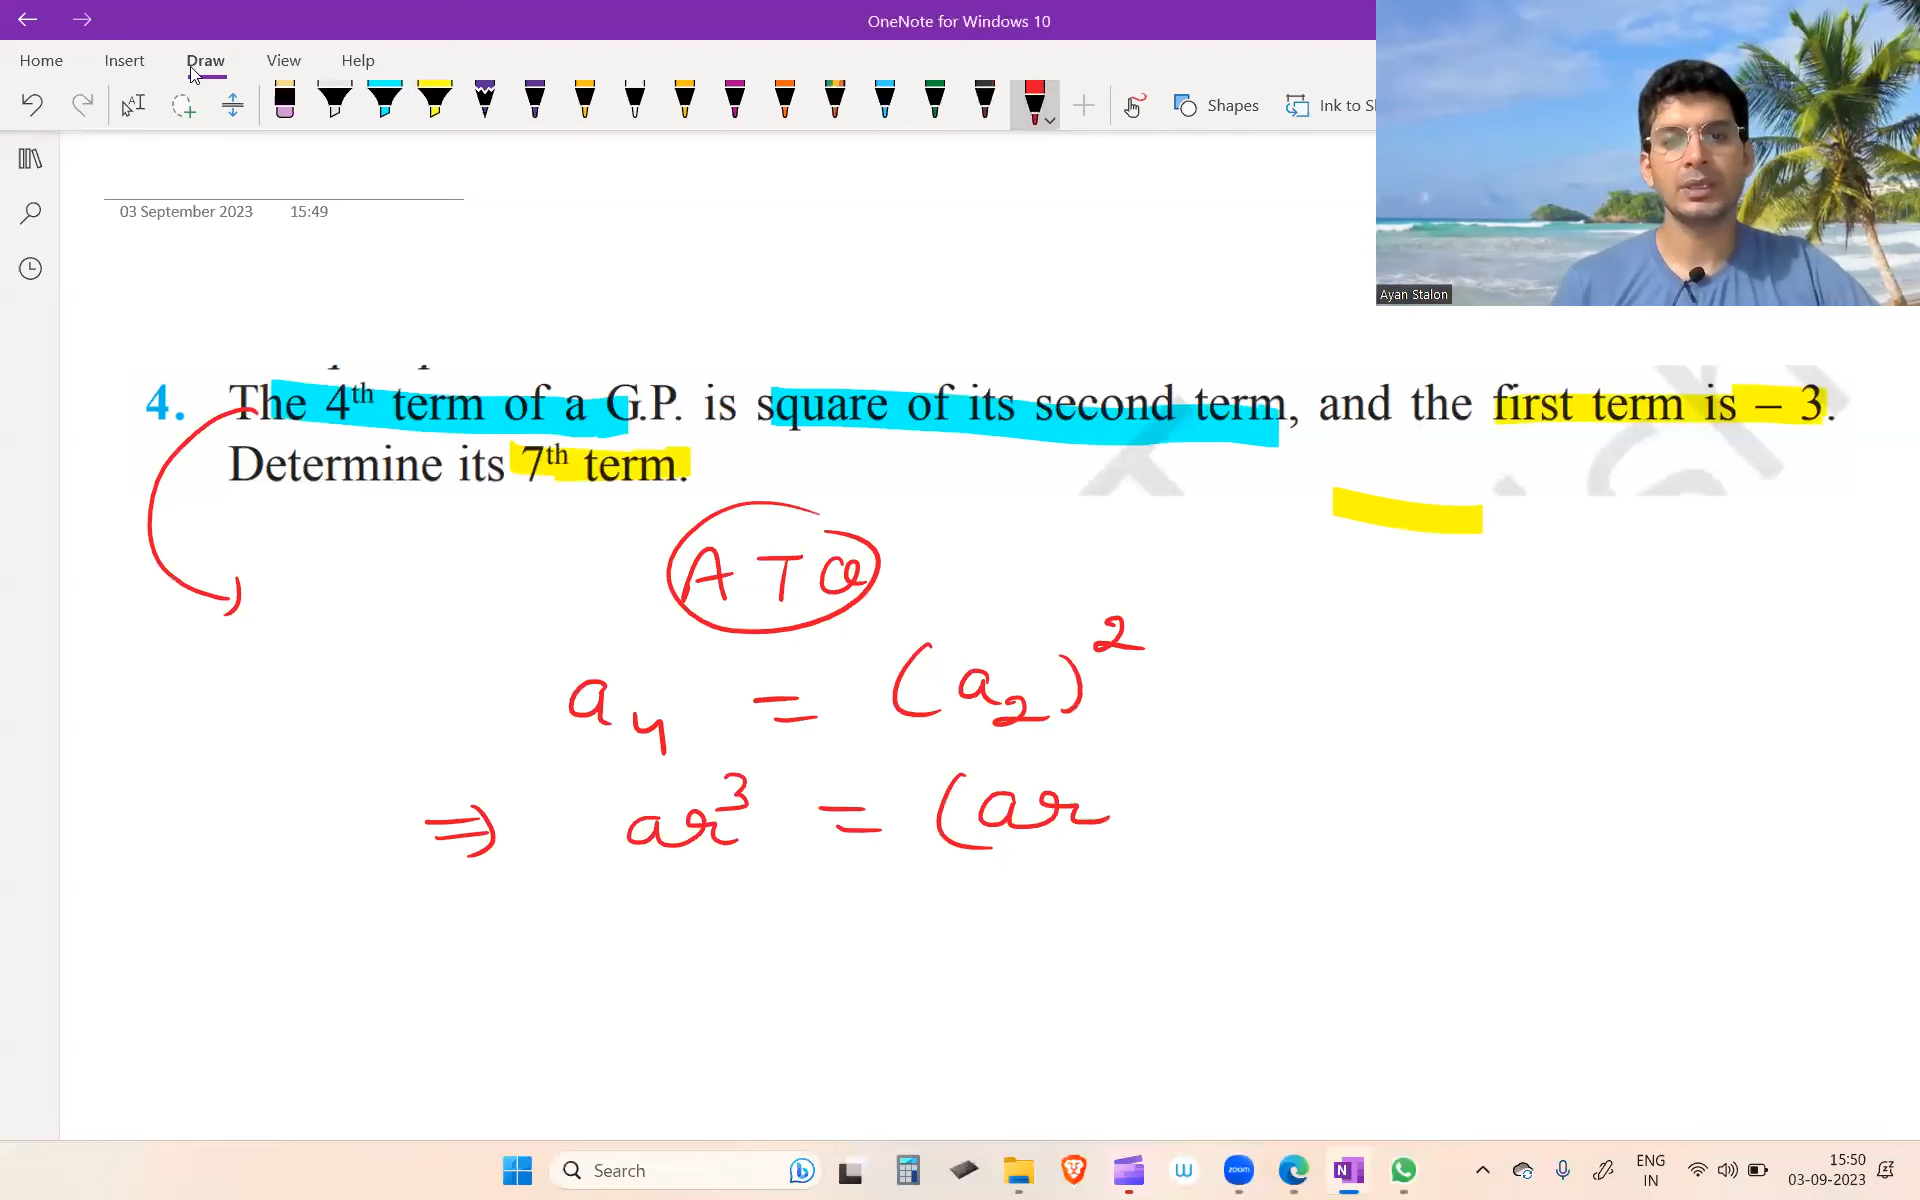 OneNote for Windows 10
Home Insert Draw View Help
Shapes Ink to Sh
03 September 2023 15:49
Ayan Stalon
4. The 4th term of a G.P. is square of its second term, and the first term is – 3.
Determine its 7th term.
ATQ
a4 = (a2)²
⇒ ar³ = (ar
Search
zoom
ENG
IN
15:50
03-09-2023